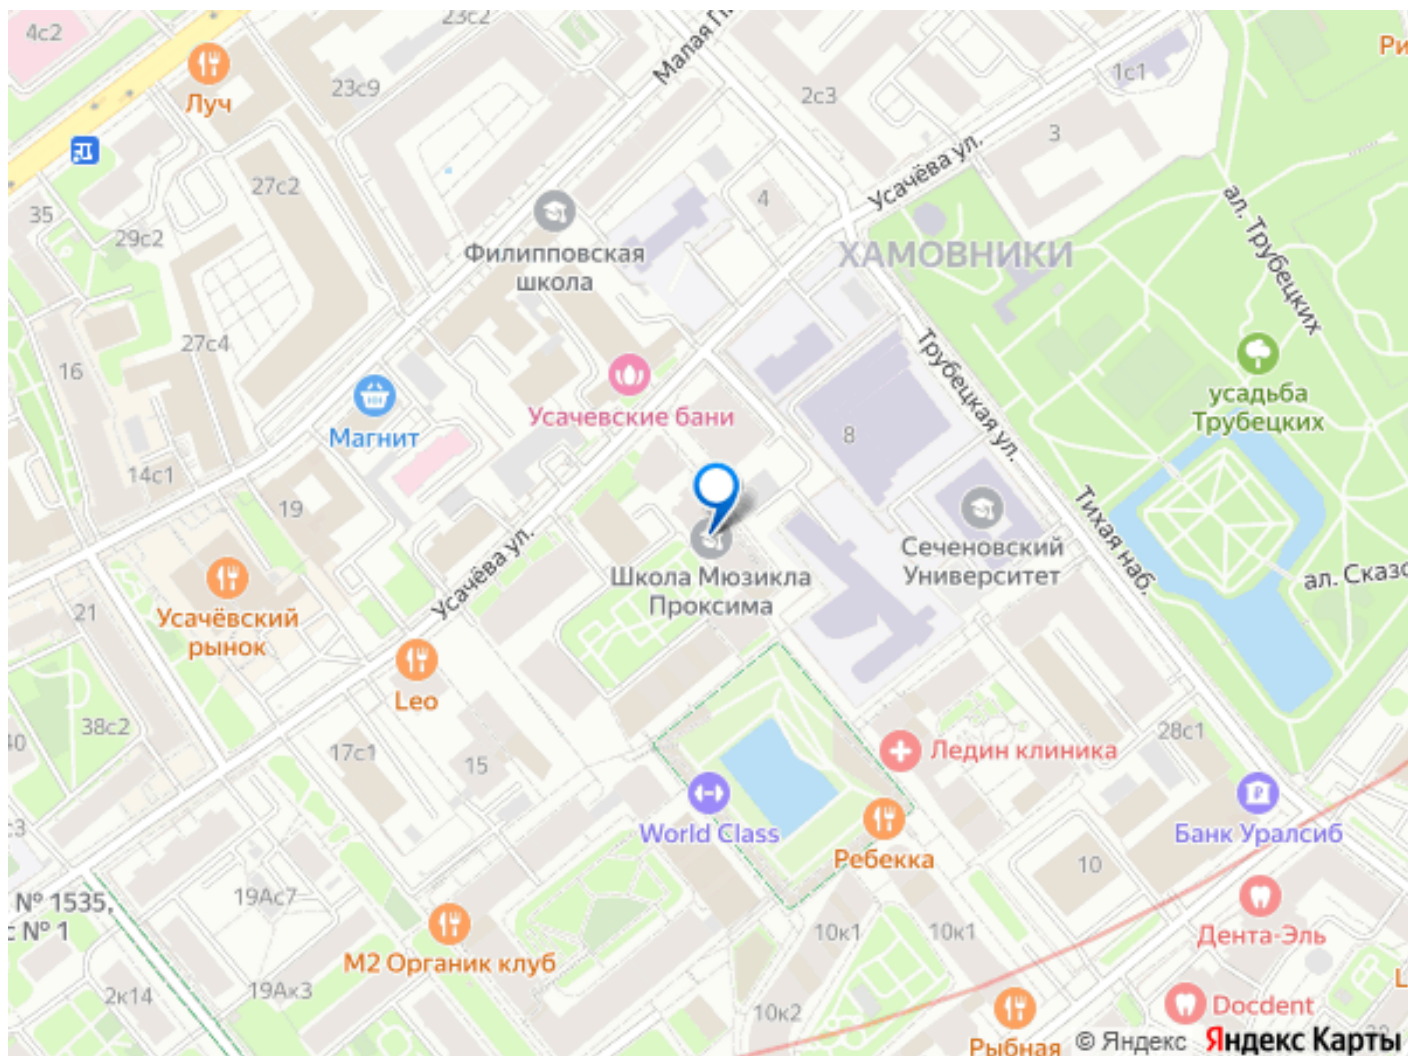 4с2
23с2
Малая П
Луч
23с9
2с3
1с1
Ри
3
Усачёва ул.
27с2
4
35
29с2
Филипповская
школа
ХАМОВНИКИ
ал. Трубецких
27с4
16
Трубецкая ул.
усадьба
Трубецких
Усачевские бани
Магнит
8
14с1
19
Тихая наб.
Усачёва ул.
Сеченовский
Университет
ал. Сказо
Школа Мюзикла
Проксима
21
Усачёвский
рынок
Leo
38с2
40
17с1
15
28с1
Ледин клиника
World Class
Ребекка
Банк Уралсиб
с3
10
19Ас7
№ 1535,
с № 1
10к1
10к1
Дента-Эль
М2 Органик клуб
2к14
19Ак3
10к2
Docdent
L
Рыбная
© Яндекс
Яндекс Карты